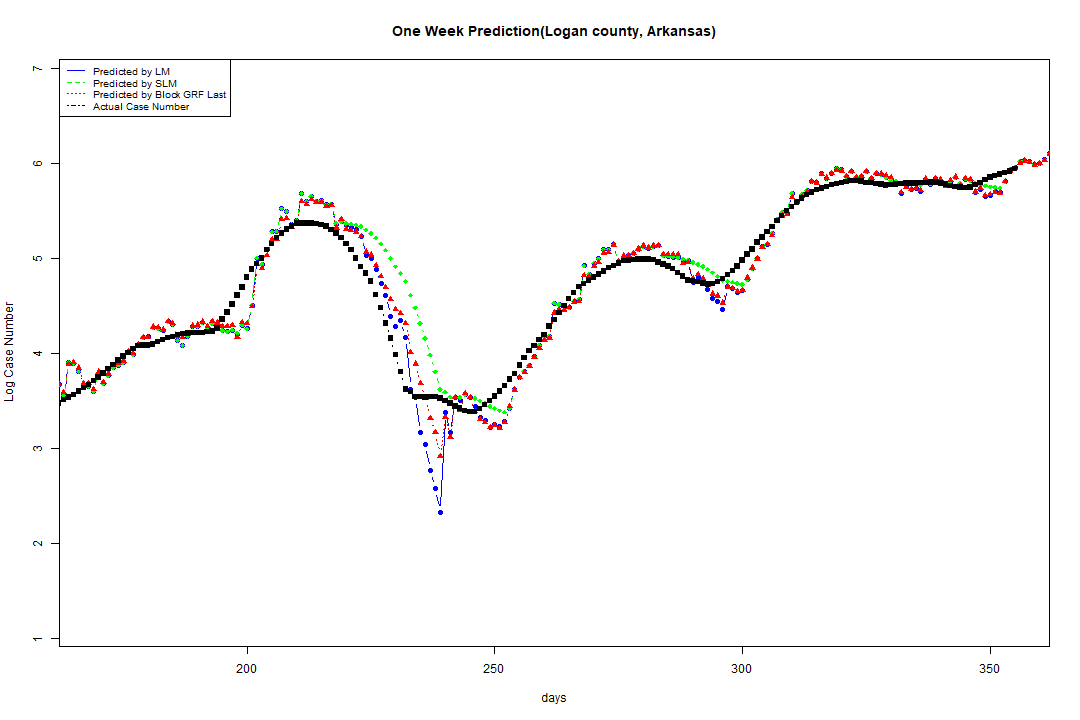 One Week Prediction(Logan county, Arkansas)
Predicted by LM
Predicted by SLM
Predicted by Block GRF Last
Actual Case Number
7
6
5
4
3
2
1
Log Case Number
200
250
300
350
days